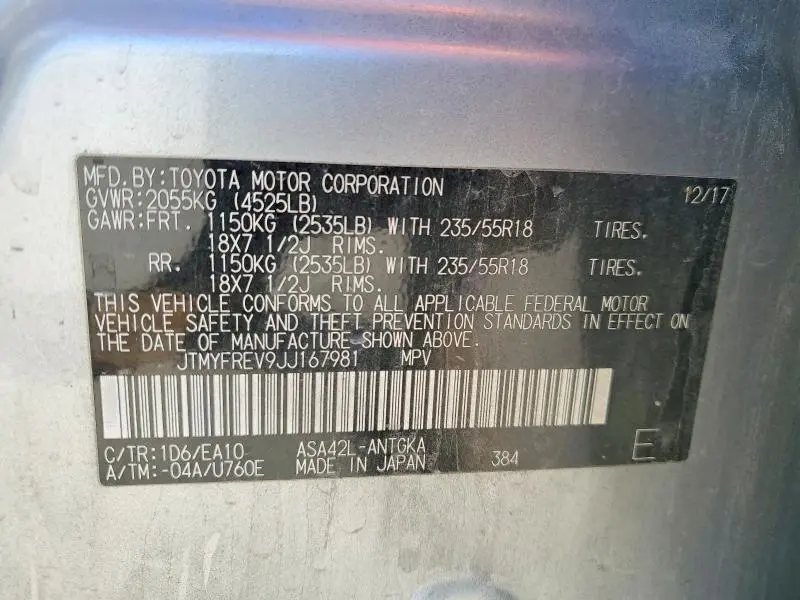 MFD.BY:TOYOTA MOTOR CORPORATION 12/17
GVWR:2055KG (4525LB)
GAWR:FRT. 1150KG (2535LB) WITH 235/55R18 TIRES.
18X7 1/2J RIMS.
RR. 1150KG (2535LB) WITH 235/55R18 TIRES.
18X7 1/2J RIMS.
THIS VEHICLE CONFORMS TO ALL APPLICABLE FEDERAL MOTOR
VEHICLE SAFETY AND THEFT PREVENTION STANDARDS IN EFFECT ON
THE DATE OF MANUFACTURE SHOWN ABOVE.
JTMYFREV9JJ167981 MPV
C/TR:1D6/EA10 ASA42L-ANTGKA
A/TM:-04A/U760E MADE IN JAPAN 384 E